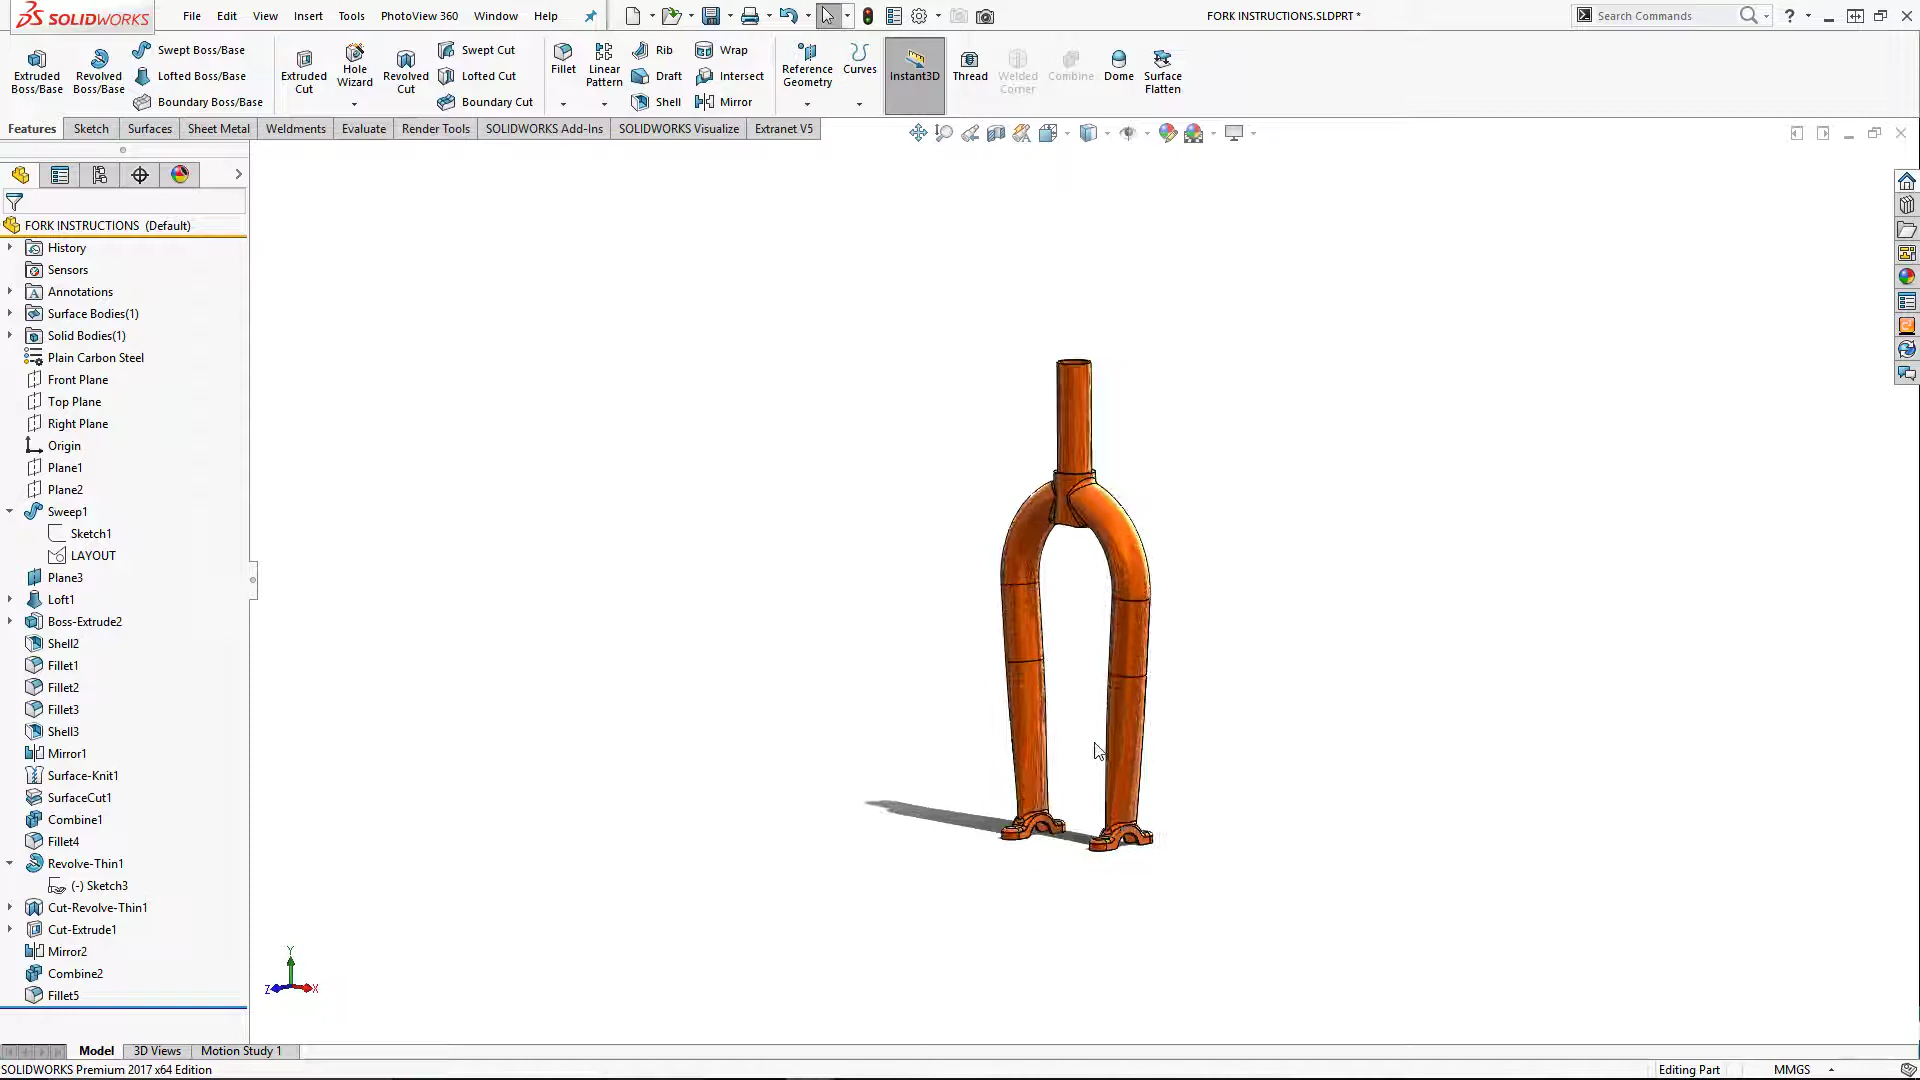 SOLIDWORKS File Edit View Insert Tools PhotoView 360 Window Help FORK INSTRUCTIONS.SLDPRT * Search Commands
Extruded Boss/Base
Revolved Boss/Base
Swept Boss/Base
Lofted Boss/Base
Boundary Boss/Base
Extruded Cut
Hole Wizard
Revolved Cut
Swept Cut
Lofted Cut
Boundary Cut
Fillet
Linear Pattern
Rib
Draft
Shell
Wrap
Intersect
Mirror
Reference Geometry
Curves
Instant3D
Thread
Welded Corner
Combine
Dome
Surface Flatten
Features Sketch Surfaces Sheet Metal Weldments Evaluate Render Tools SOLIDWORKS Add-Ins SOLIDWORKS Visualize Extranet V5
FORK INSTRUCTIONS (Default)
History
Sensors
Annotations
Surface Bodies(1)
Solid Bodies(1)
Plain Carbon Steel
Front Plane
Top Plane
Right Plane
Origin
Plane1
Plane2
Sweep1
Sketch1
LAYOUT
Plane3
Loft1
Boss-Extrude2
Shell2
Fillet1
Fillet2
Fillet3
Shell3
Mirror1
Surface-Knit1
SurfaceCut1
Combine1
Fillet4
Revolve-Thin1
(-) Sketch3
Cut-Revolve-Thin1
Cut-Extrude1
Mirror2
Combine2
Fillet5
Y
Z X
Model 3D Views Motion Study 1
SOLIDWORKS Premium 2017 x64 Edition Editing Part MMGS